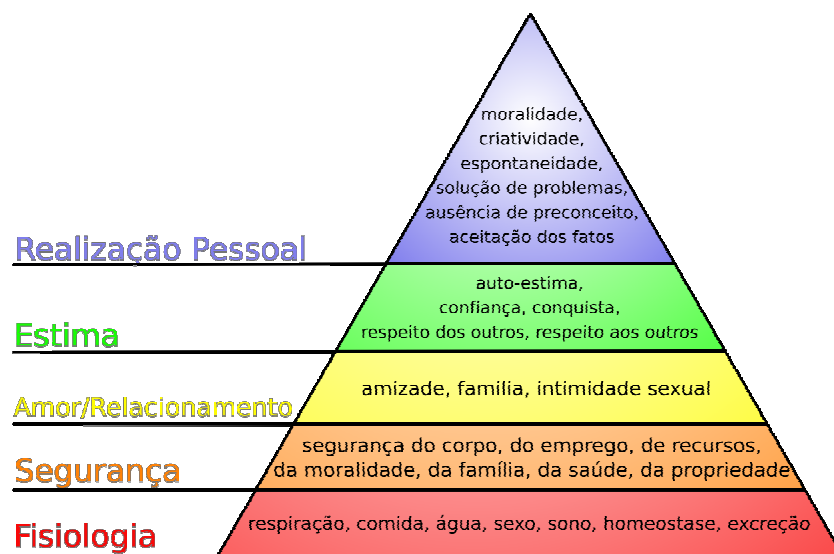 moralidade,
criatividade,
espontaneidade,
solução de problemas,
ausência de preconceito,
aceitação dos fatos
Realização Pessoal
auto-estima,
confiança, conquista,
respeito dos outros, respeito aos outros
Estima
amizade, família, intimidade sexual
Amor/Relacionamento
segurança do corpo, do emprego, de recursos,
da moralidade, da família, da saúde, da propriedade
Segurança
respiração, comida, água, sexo, sono, homeostase, excreção
Fisiologia